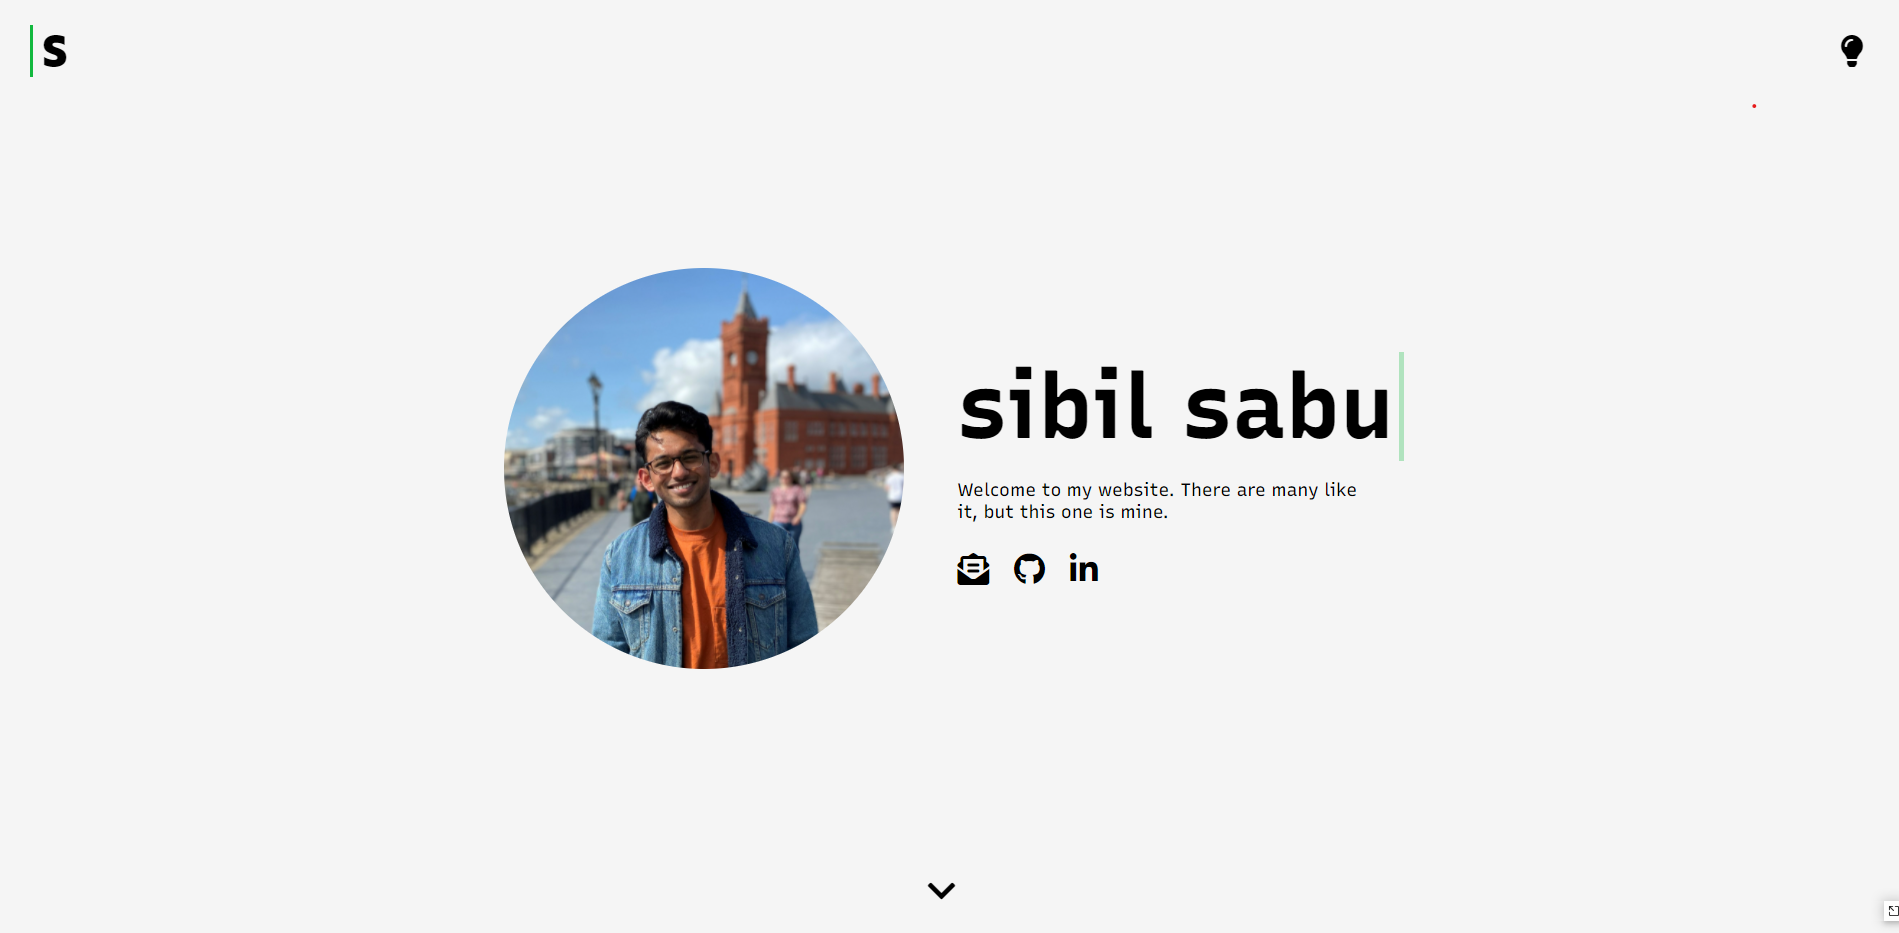 s
sibil sabu
Welcome to my website. There are many like
it, but this one is mine.
in